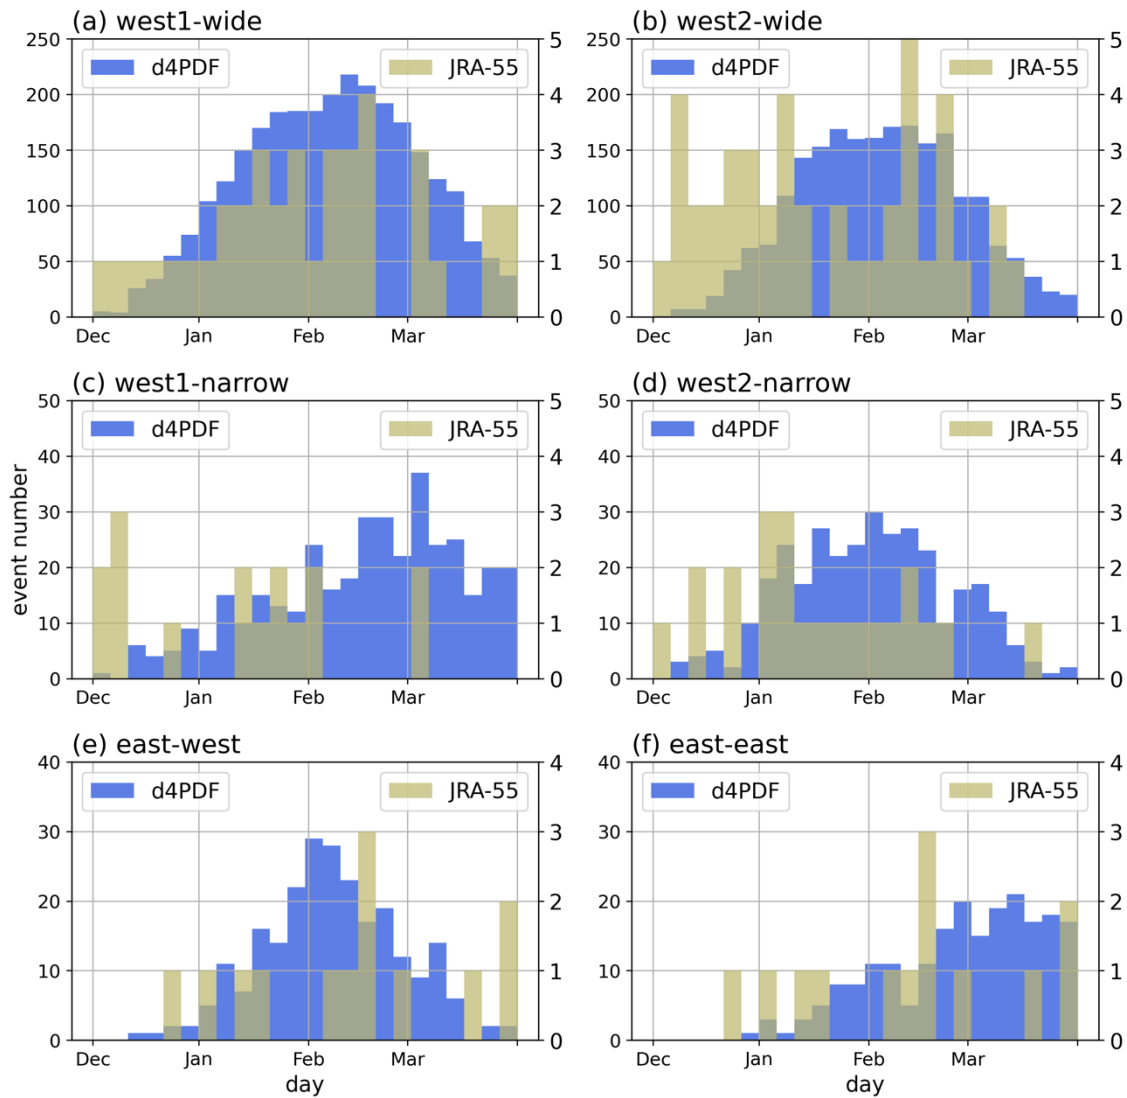 (a) west1-wide
(b) west2-wide
250 200 150 100 50 0
d4PDF
JRA-55
5 4 3 2 1 0
Dec Jan Feb Mar
250 200 150 100 50 0
d4PDF
JRA-55
5 4 3 2 1 0
Dec Jan Feb Mar
(c) west1-narrow
(d) west2-narrow
event number
50 40 30 20 10 0
d4PDF
JRA-55
5 4 3 2 1 0
Dec Jan Feb Mar
50 40 30 20 10 0
d4PDF
JRA-55
5 4 3 2 1 0
Dec Jan Feb Mar
(e) east-west
(f) east-east
40 30 20 10 0
d4PDF
JRA-55
4 3 2 1 0
Dec Jan Feb Mar
day
40 30 20 10 0
d4PDF
JRA-55
4 3 2 1 0
Dec Jan Feb Mar
day